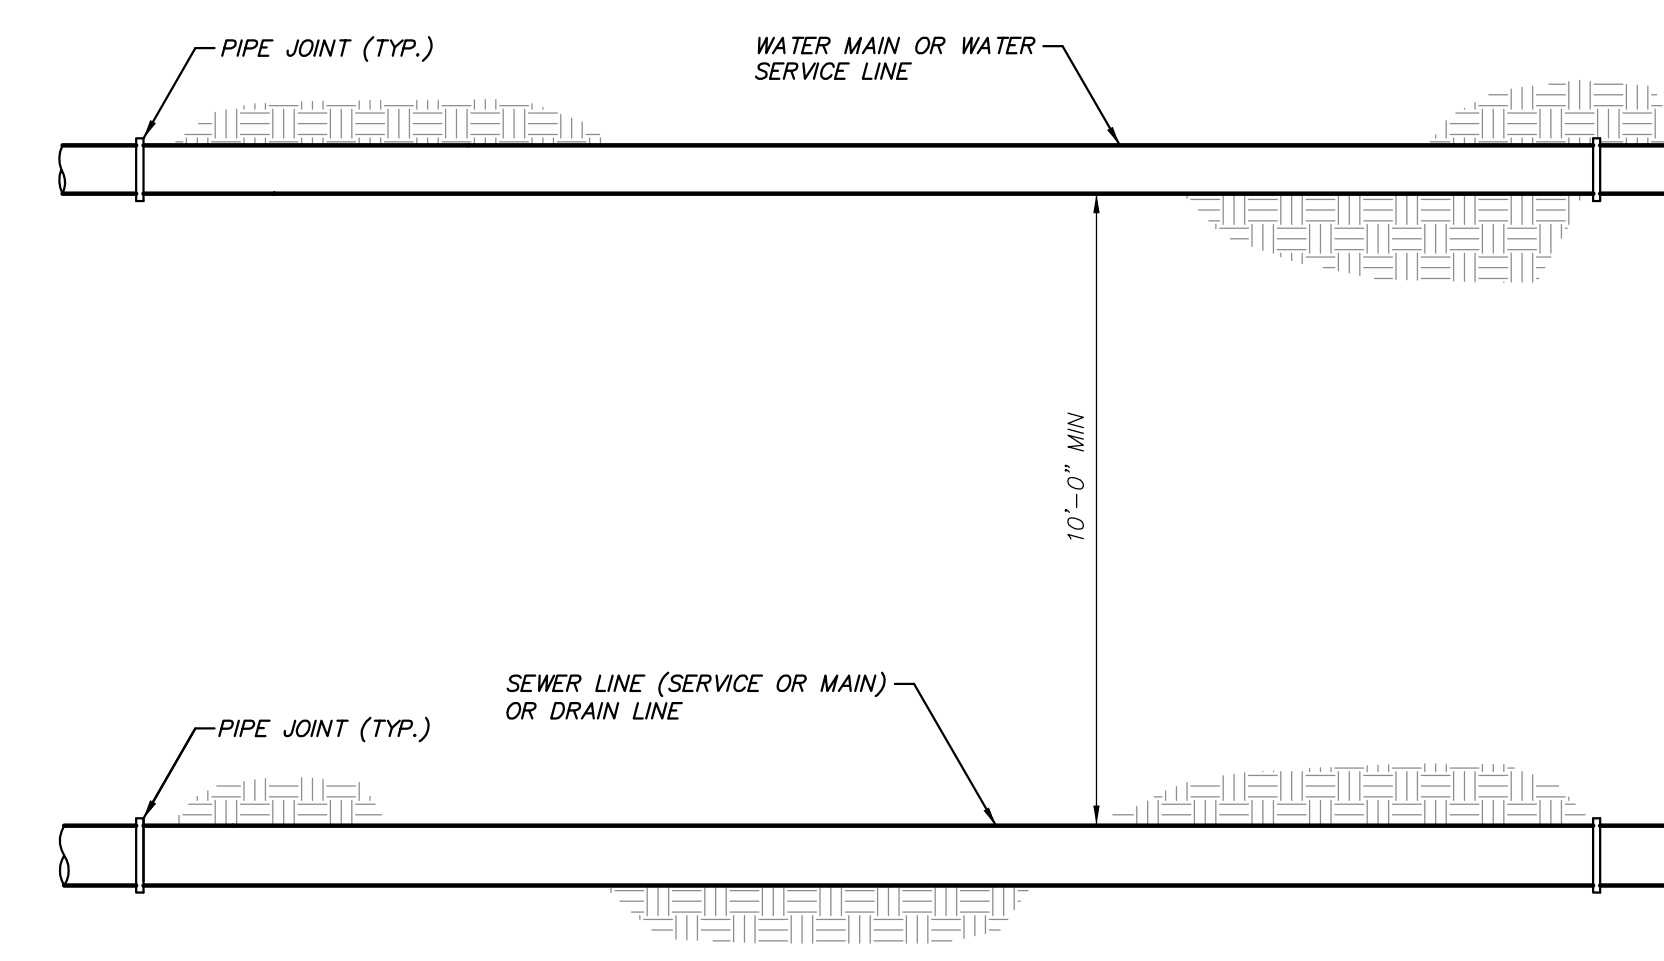 PIPE JOINT (TYP.)
WATER MAIN OR WATER
SERVICE LINE
10'-0" MIN
SEWER LINE (SERVICE OR MAIN)
OR DRAIN LINE
PIPE JOINT (TYP.)